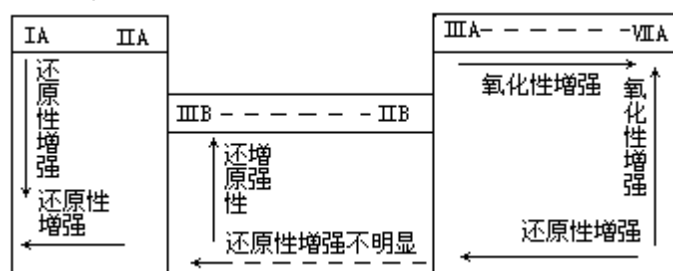 IA IIA
还原性增强
还原性
增强
IIIB - - - - - - - IIB
还增
原强
性
还原性增强不明显
IIIA - - - - - - VIIA
氧化性增强
氧化性增强
还原性增强